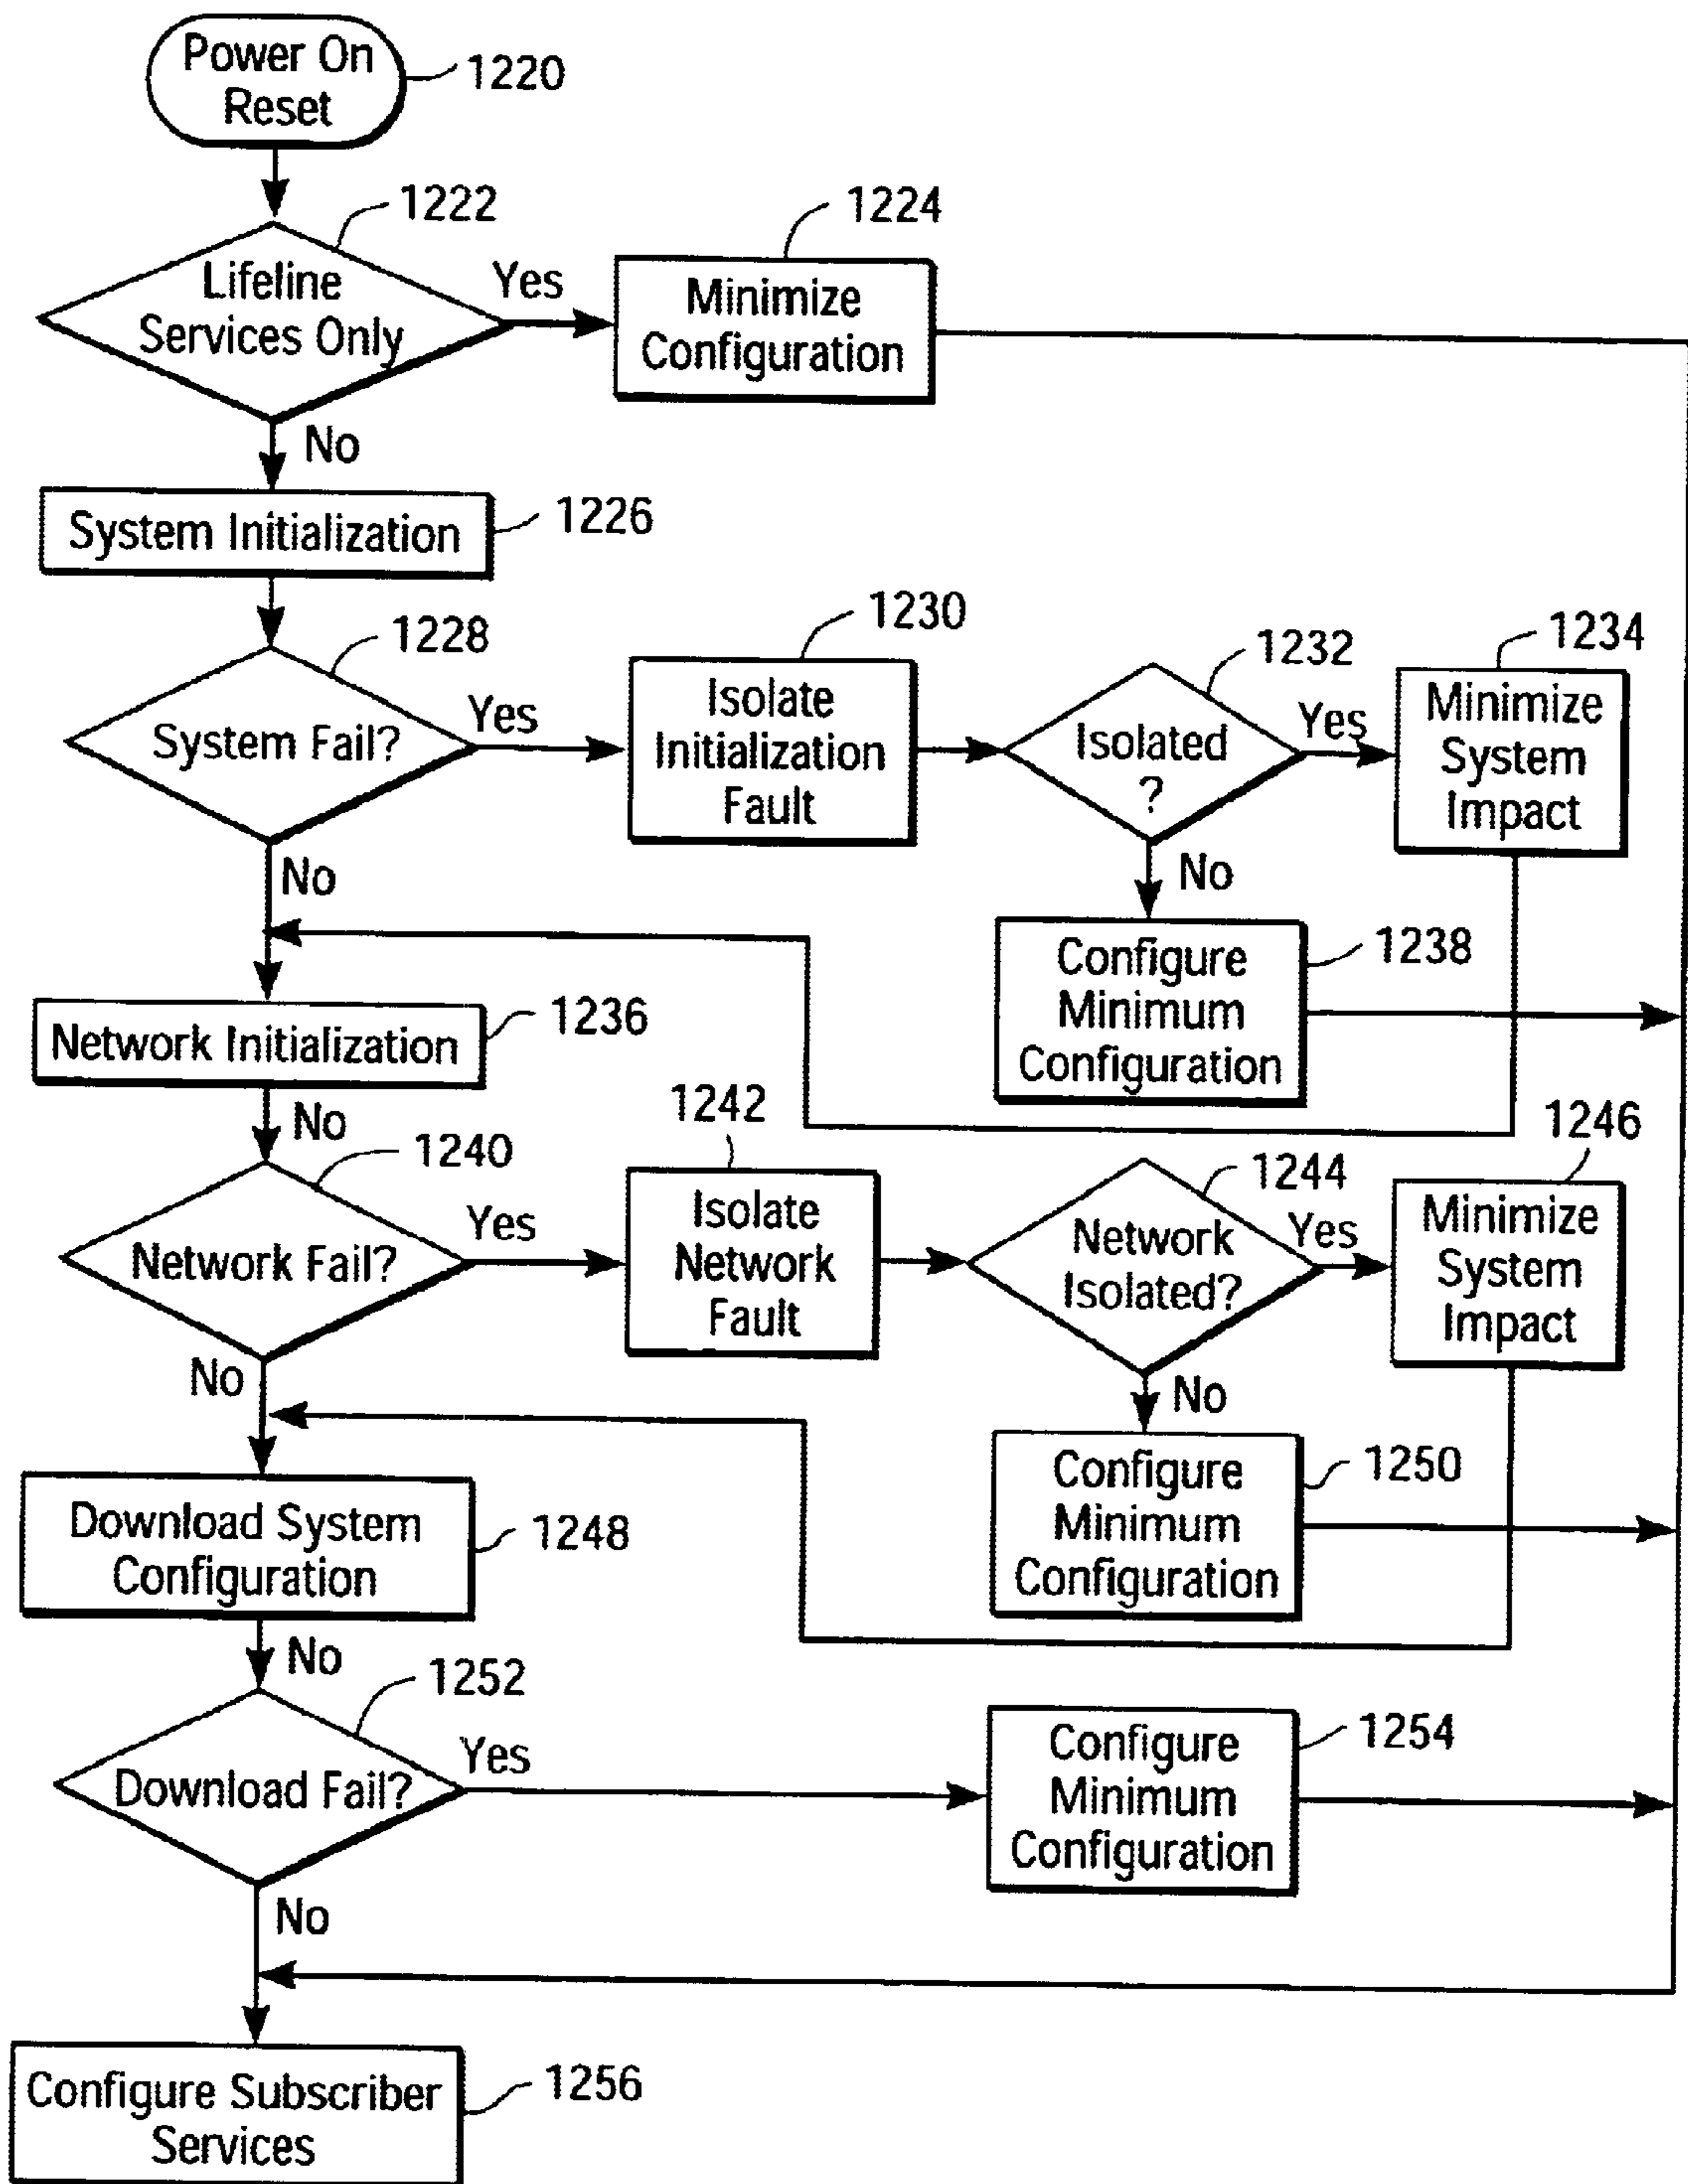 Power On
Reset
1220
1222
Lifeline
Services Only
Yes
1224
Minimize
Configuration
No
System Initialization
1226
1228
System Fail?
Yes
1230
Isolate
Initialization
Fault
1232
Isolated
?
Yes
1234
Minimize
System
Impact
No
No
Configure
Minimum
Configuration
1238
Network Initialization
1236
No
1240
Network Fail?
Yes
1242
Isolate
Network
Fault
1244
Network
Isolated?
Yes
1246
Minimize
System
Impact
No
No
Configure
Minimum
Configuration
1250
Download System
Configuration
1248
No
1252
Download Fail?
Yes
Configure
Minimum
Configuration
1254
No
Configure Subscriber
Services
1256